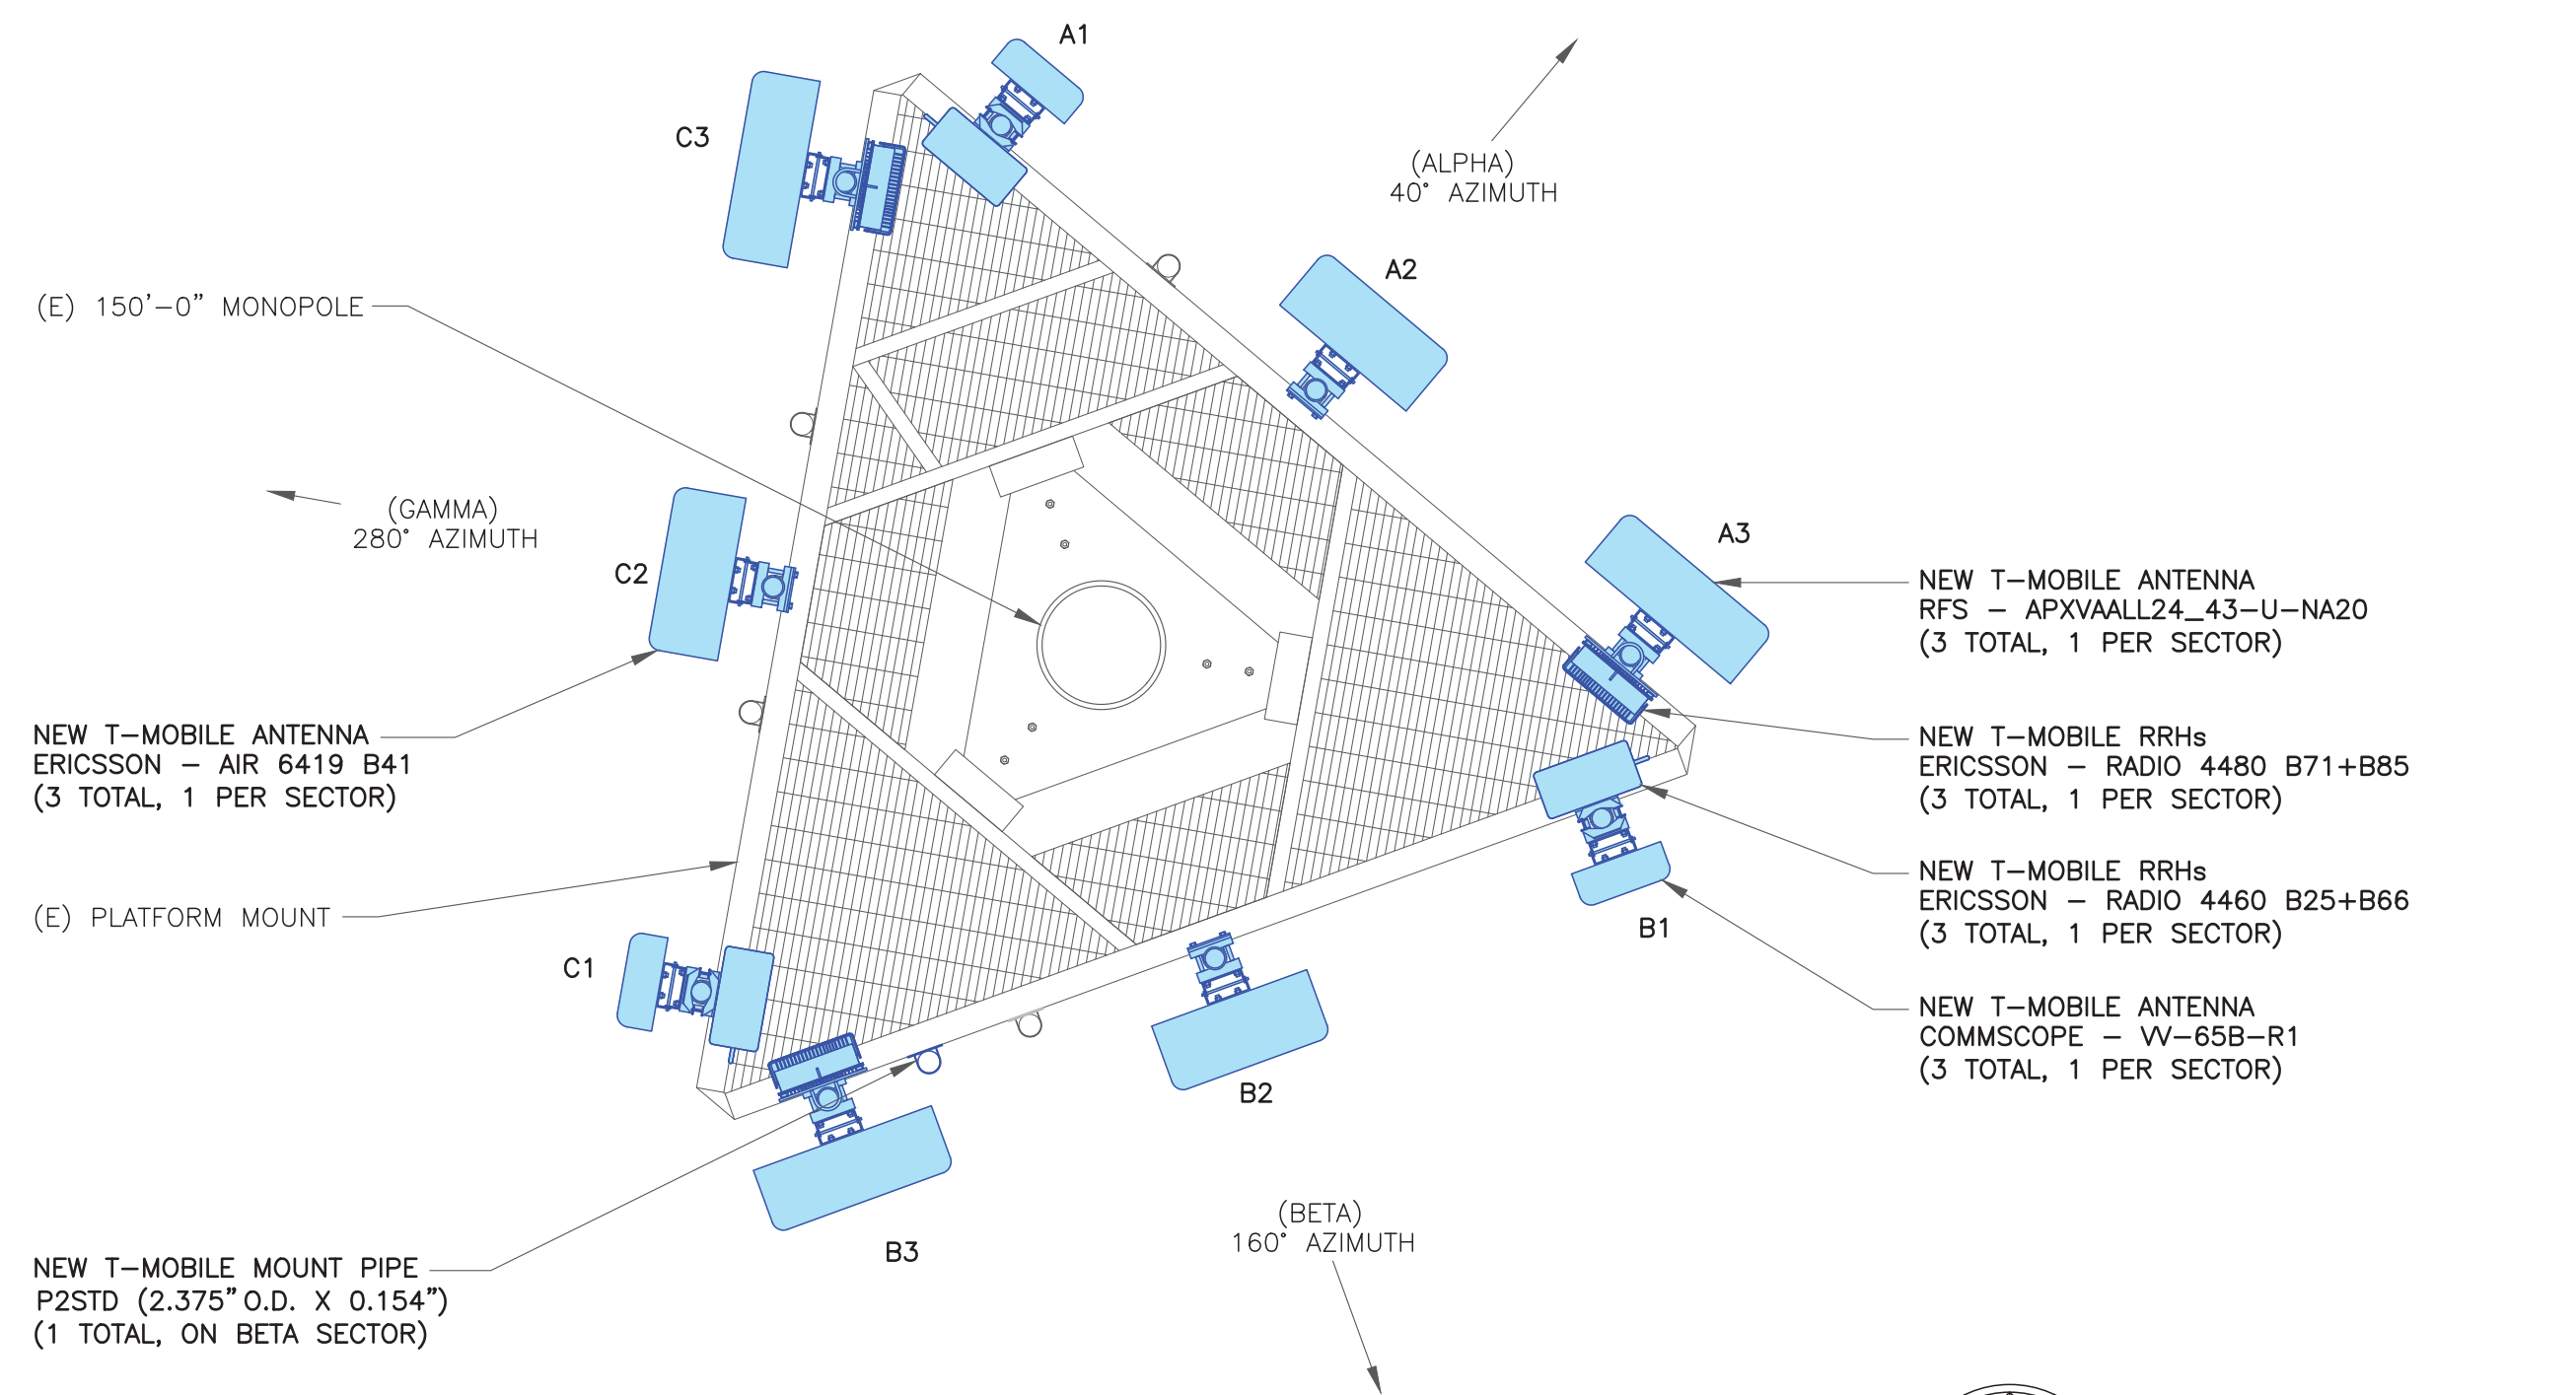 A1
C3
(ALPHA)
40° AZIMUTH
A2
(E) 150'-0" MONOPOLE
(GAMMA)
280° AZIMUTH
A3
C2
NEW T-MOBILE ANTENNA
RFS - APXVAALL24_43-U-NA20
(3 TOTAL, 1 PER SECTOR)
NEW T-MOBILE ANTENNA
ERICSSON - AIR 6419 B41
(3 TOTAL, 1 PER SECTOR)
NEW T-MOBILE RRHs
ERICSSON - RADIO 4480 B71+B85
(3 TOTAL, 1 PER SECTOR)
(E) PLATFORM MOUNT
NEW T-MOBILE RRHs
ERICSSON - RADIO 4460 B25+B66
(3 TOTAL, 1 PER SECTOR)
B1
C1
NEW T-MOBILE ANTENNA
COMMSCOPE - VV-65B-R1
(3 TOTAL, 1 PER SECTOR)
B2
B3
(BETA)
160° AZIMUTH
NEW T-MOBILE MOUNT PIPE
P2STD (2.375" O.D. X 0.154")
(1 TOTAL, ON BETA SECTOR)